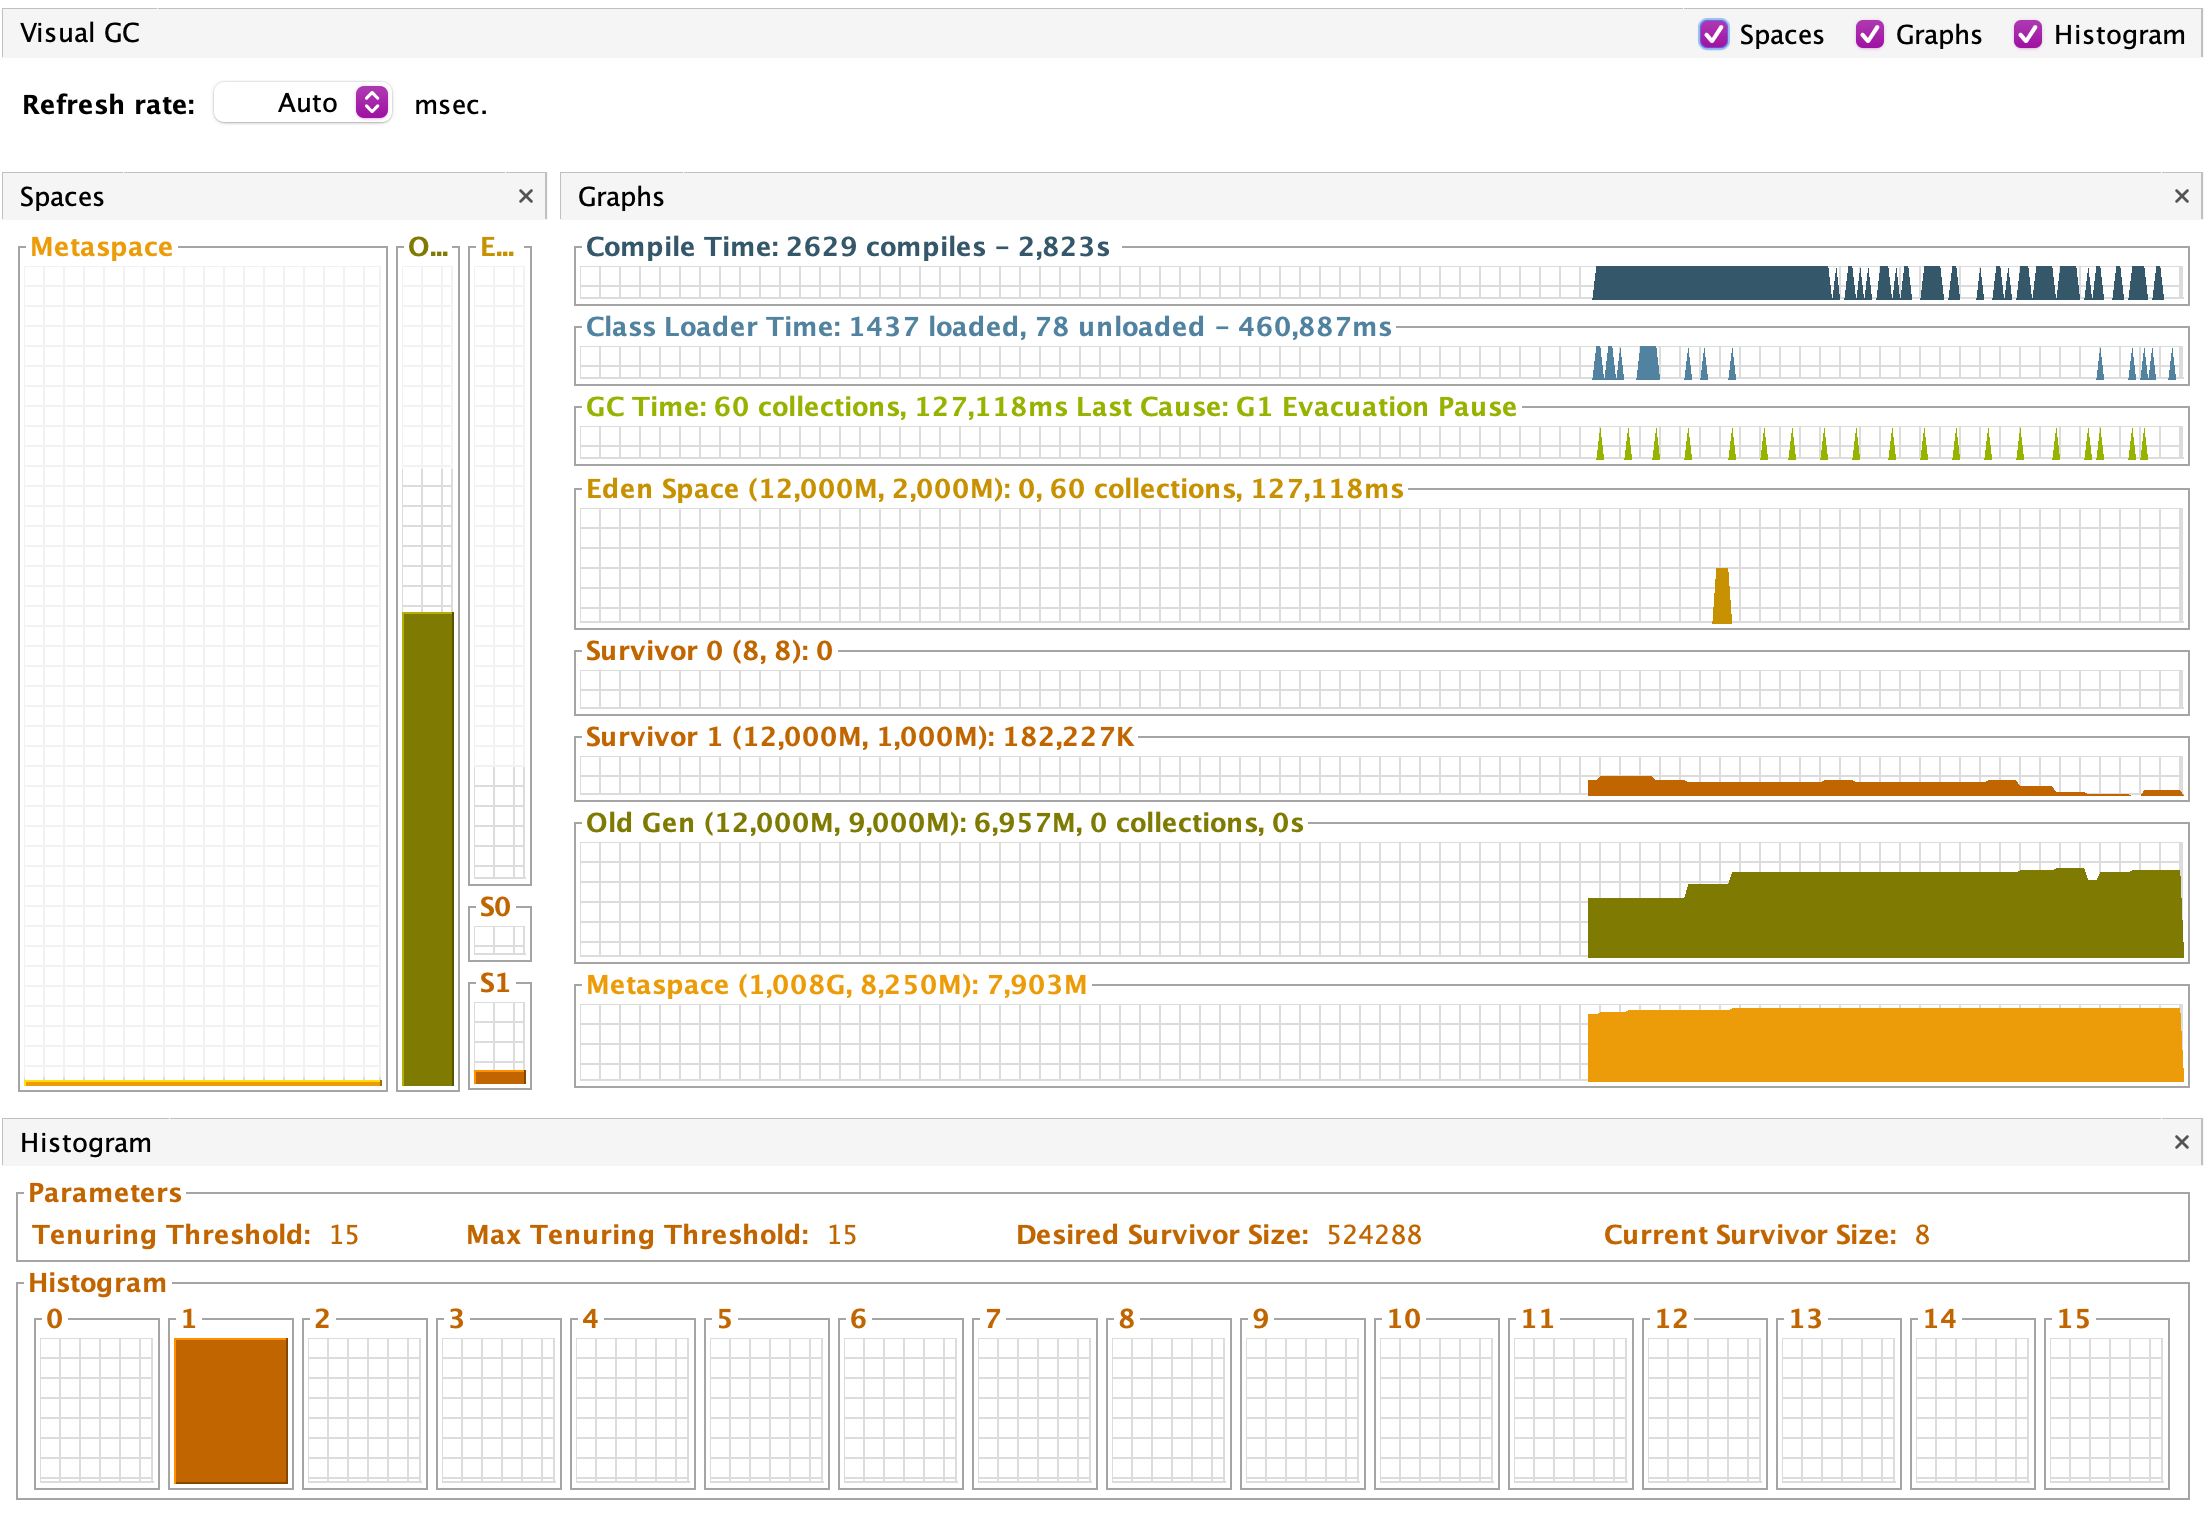 Visual GC
Spaces Graphs Histogram
Refresh rate: Auto msec.
Spaces ×
Metaspace
O...
E...
S0
S1
Graphs ×
Compile Time: 2629 compiles - 2,823s
Class Loader Time: 1437 loaded, 78 unloaded - 460,887ms
GC Time: 60 collections, 127,118ms Last Cause: G1 Evacuation Pause
Eden Space (12,000M, 2,000M): 0, 60 collections, 127,118ms
Survivor 0 (8, 8): 0
Survivor 1 (12,000M, 1,000M): 182,227K
Old Gen (12,000M, 9,000M): 6,957M, 0 collections, 0s
Metaspace (1,008G, 8,250M): 7,903M
Histogram ×
Parameters
Tenuring Threshold: 15 Max Tenuring Threshold: 15 Desired Survivor Size: 524288 Current Survivor Size: 8
Histogram
0 1 2 3 4 5 6 7 8 9 10 11 12 13 14 15